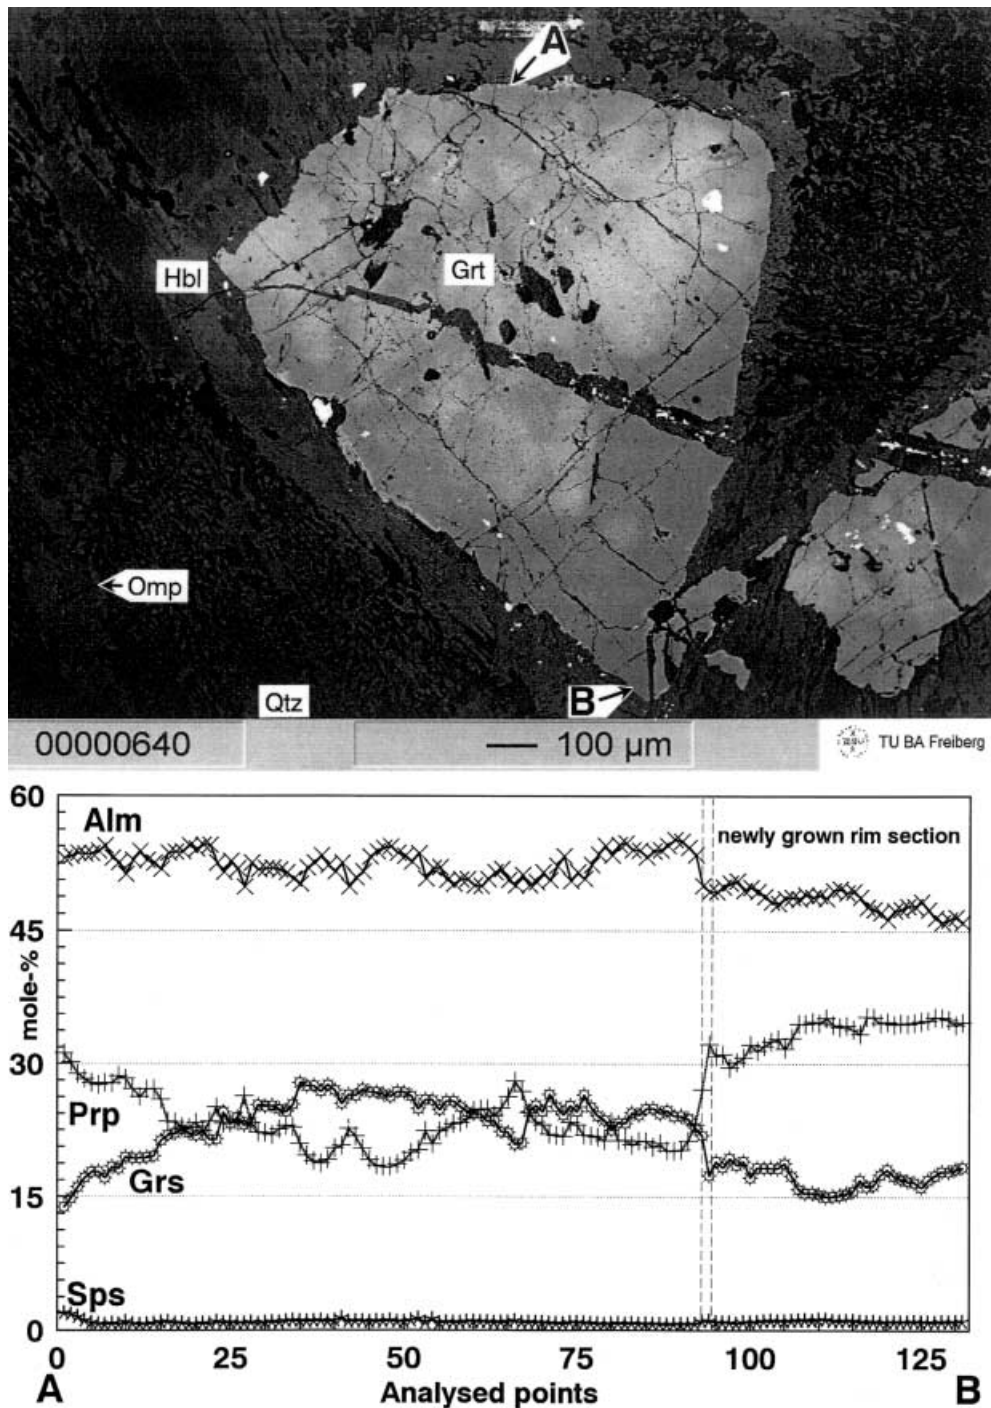 A
Hbl
Grt
Omp
Qtz
B
00000640
100 µm
TU BA Freiberg
60
Alm
newly grown rim section
45
mole-%
30
Prp
Grs
15
Sps
0
0 25 50 75 100 125
A Analysed points B